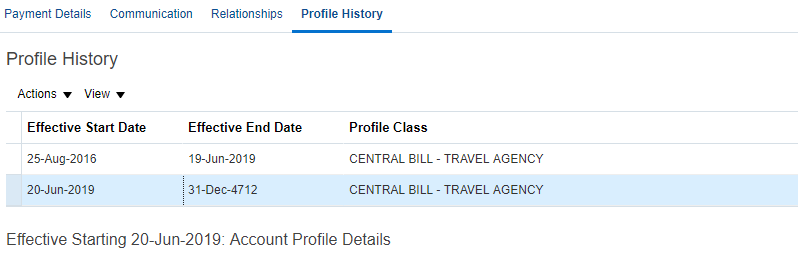 Payment Details Communication Relationships Profile History
Profile History
Actions View
Effective Start Date Effective End Date Profile Class
25-Aug-2016 19-Jun-2019 CENTRAL BILL - TRAVEL AGENCY
20-Jun-2019 31-Dec-4712 CENTRAL BILL - TRAVEL AGENCY
Effective Starting 20-Jun-2019: Account Profile Details